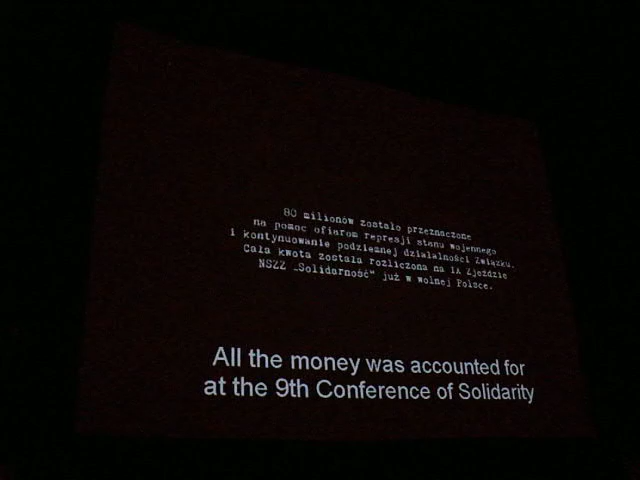 80 milionów zostało przeznaczone
na pomoc ofiarom represji stanu wojennego
i kontynuowanie podziemnej działalności Związku.
Cała kwota została rozliczona na IX Zjeździe
NSZZ „Solidarność" już w wolnej Polsce.
All the money was accounted for
at the 9th Conference of Solidarity